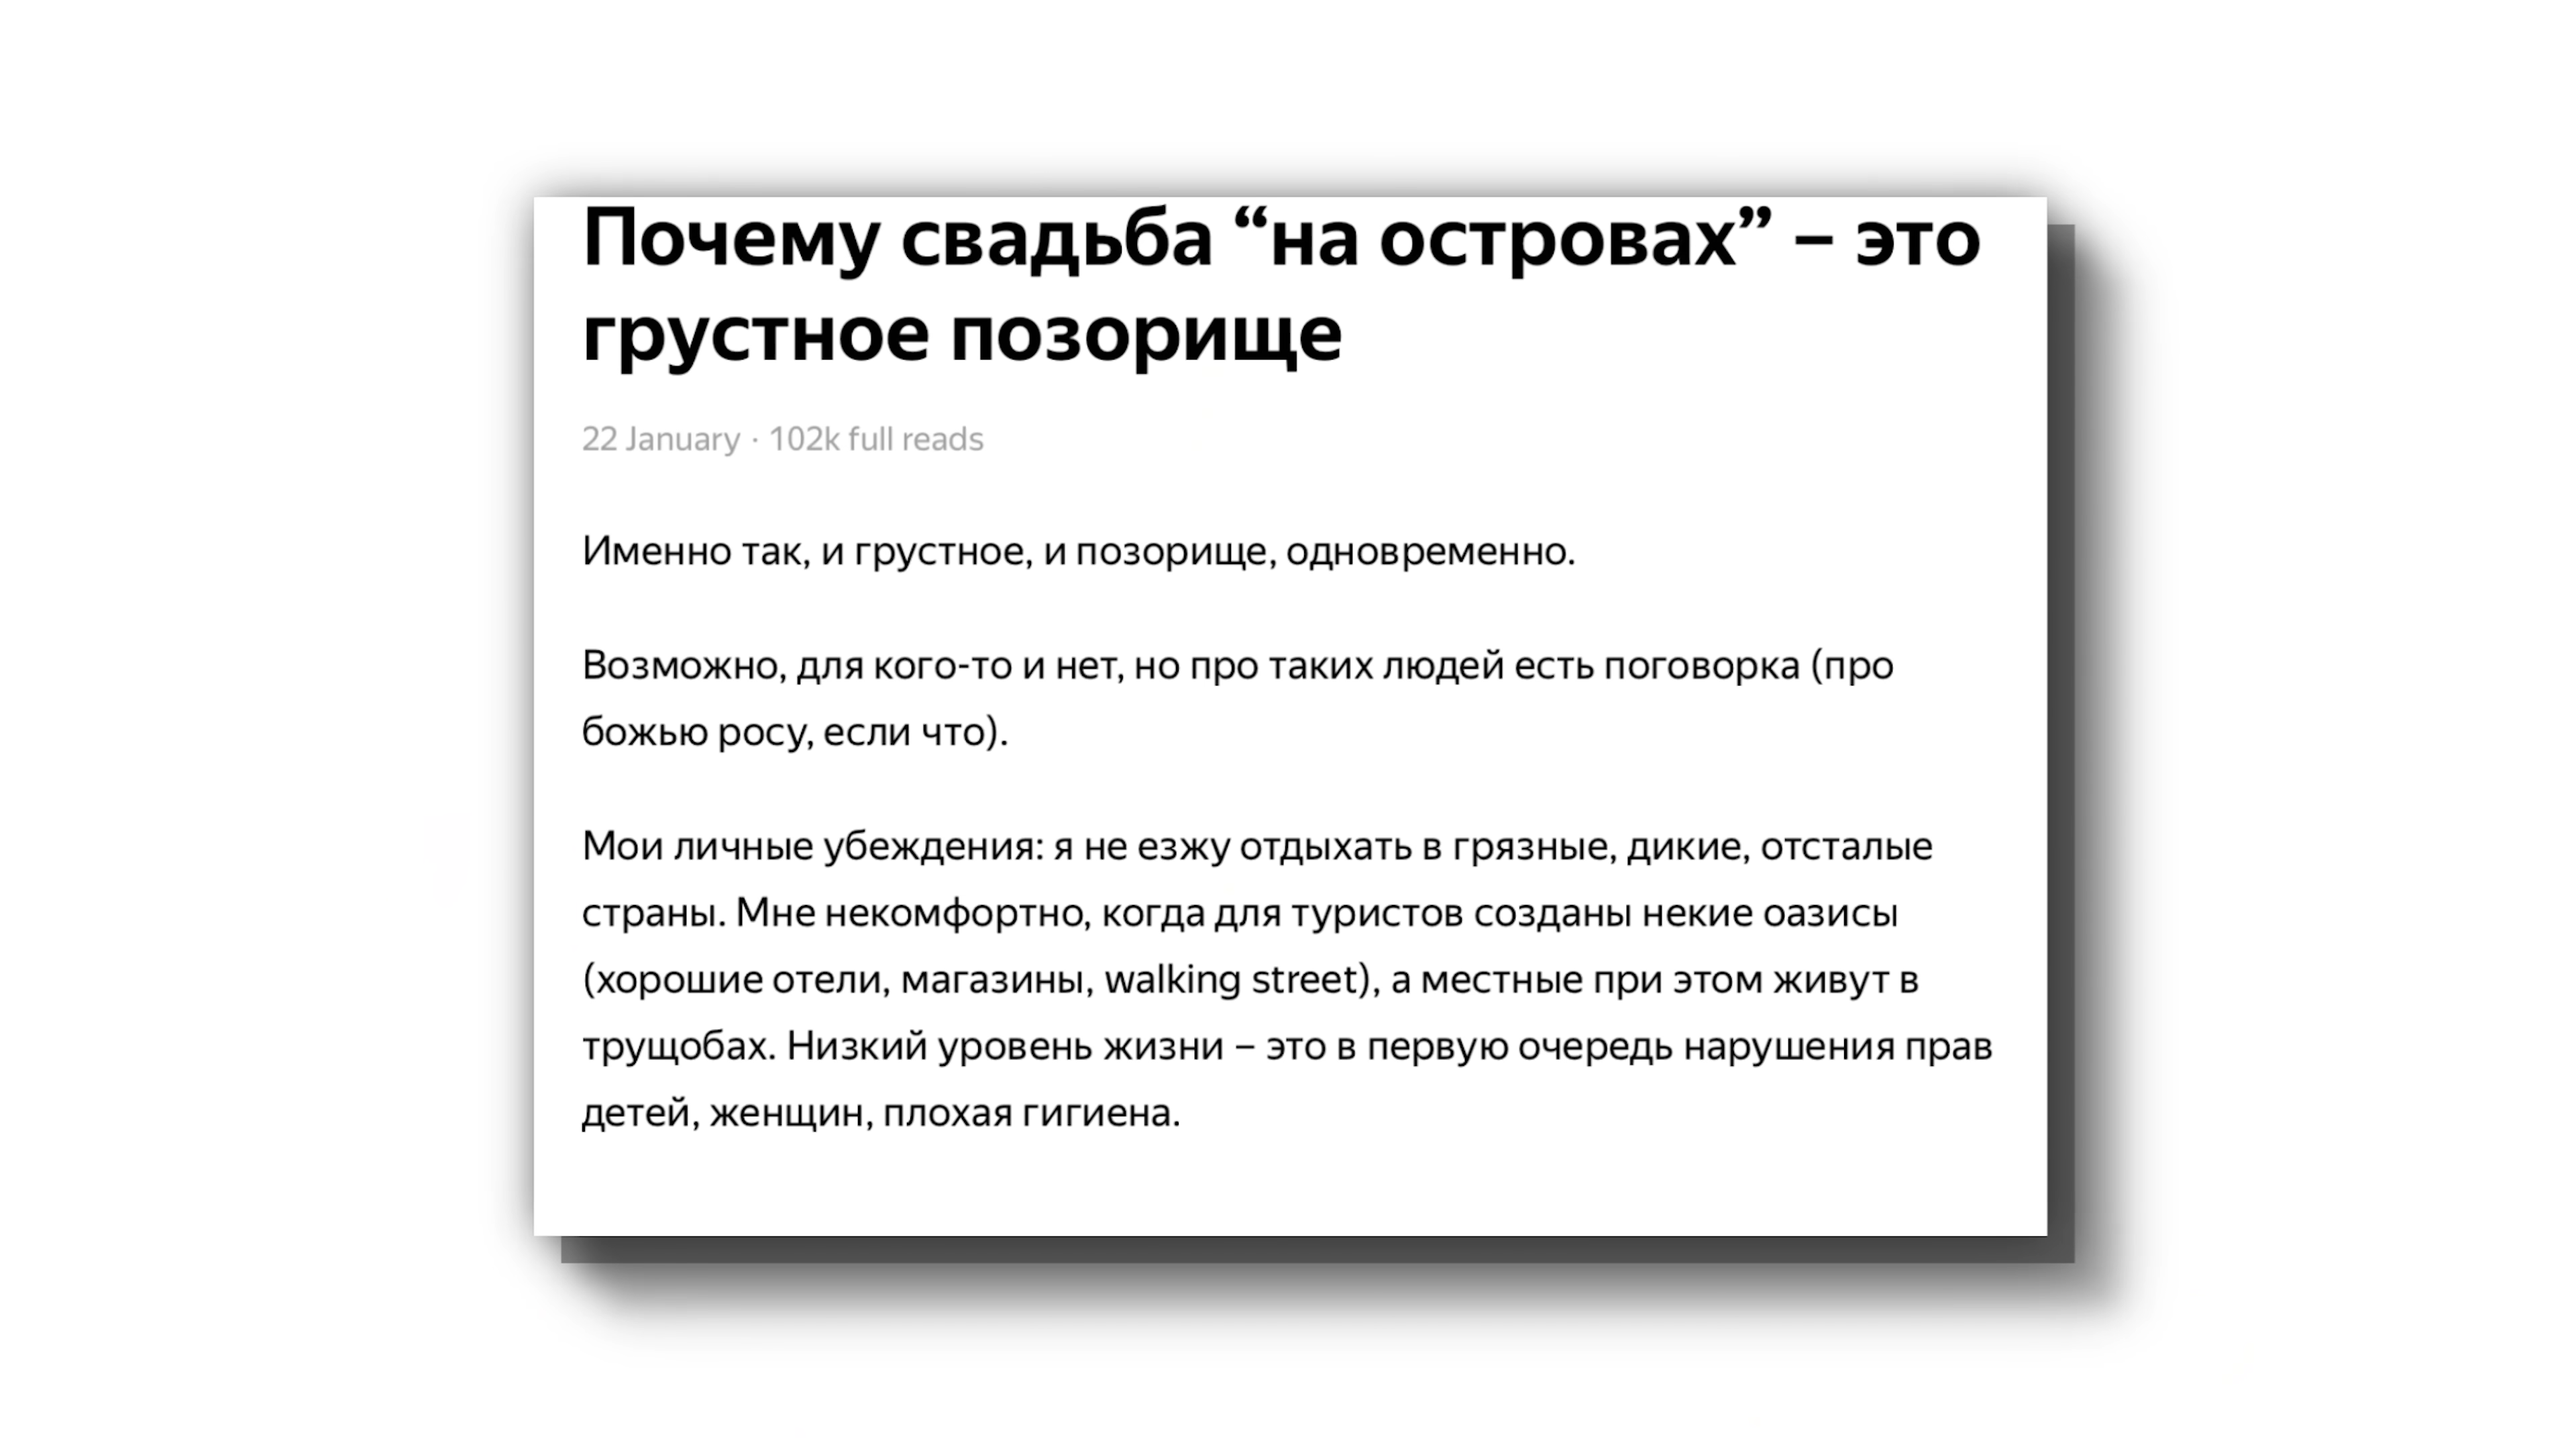 Почему свадьба “на островах” – это
грустное позорище
22 January · 102k full reads
Именно так, и грустное, и позорище, одновременно.
Возможно, для кого-то и нет, но про таких людей есть поговорка (про
божью росу, если что).
Мои личные убеждения: я не езжу отдыхать в грязные, дикие, отсталые
страны. Мне некомфортно, когда для туристов созданы некие оазисы
(хорошие отели, магазины, walking street), а местные при этом живут в
трущобах. Низкий уровень жизни – это в первую очередь нарушения прав
детей, женщин, плохая гигиена.